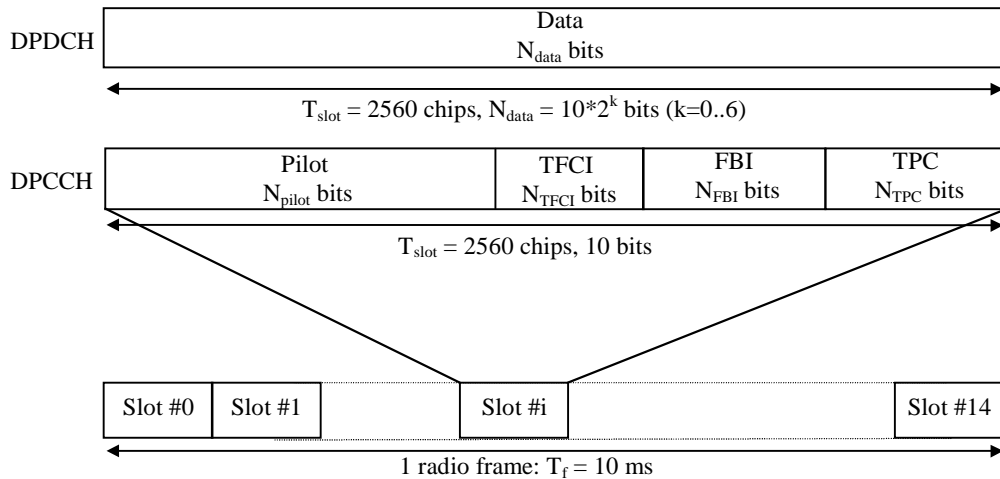 DPDCH
Data
N_data bits
T_slot = 2560 chips, N_data = 10*2^k bits (k=0..6)
DPCCH
Pilot
N_pilot bits
TFCI
N_TFCI bits
FBI
N_FBI bits
TPC
N_TPC bits
T_slot = 2560 chips, 10 bits
Slot #0
Slot #1
Slot #i
Slot #14
1 radio frame: T_f = 10 ms